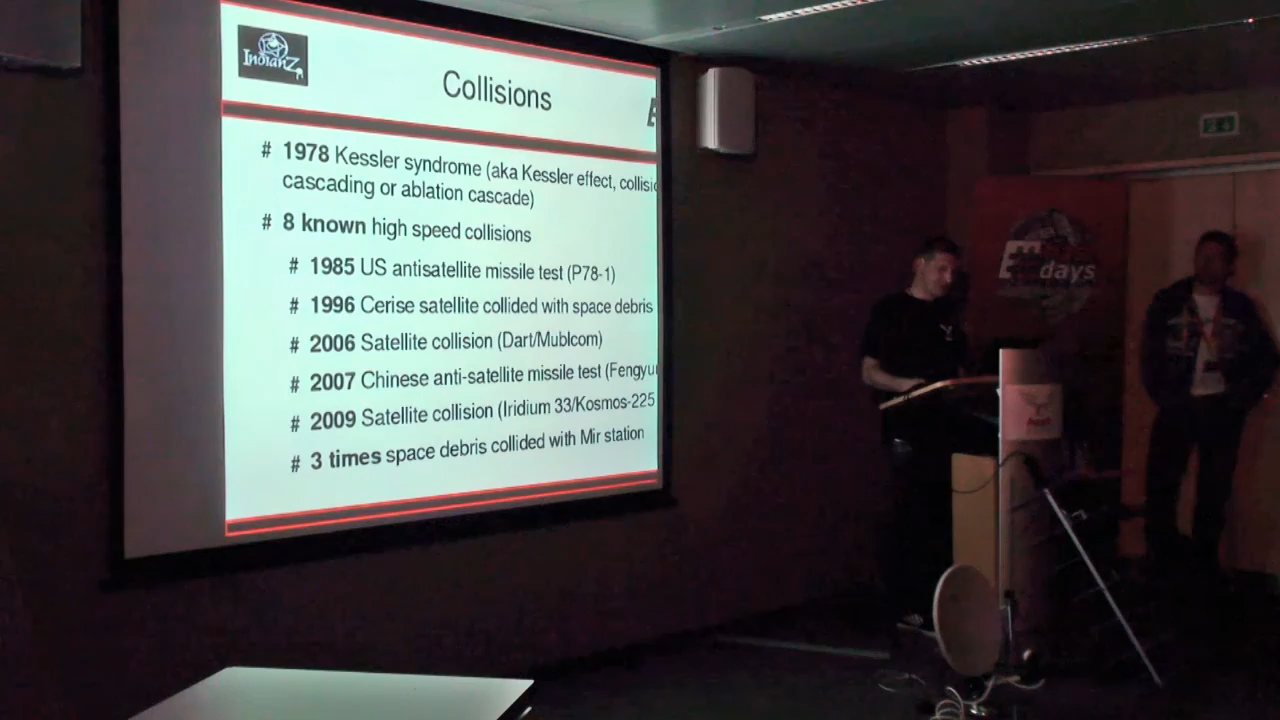 IndianZ
Collisions
# 1978 Kessler syndrome (aka Kessler effect,
cascading or ablation cascade)
# 8 known high speed collisions
# 1985 US antisatellite missile test (P78-1)
# 1996 Cerise satellite collided with space debris
# 2006 Satellite collision (Dart/Mublcom)
# 2007 Chinese anti-satellite missile test
# 2009 Satellite collision (Iridium 33/Kosmos-225
# 3 times space debris collided with Mir station
days